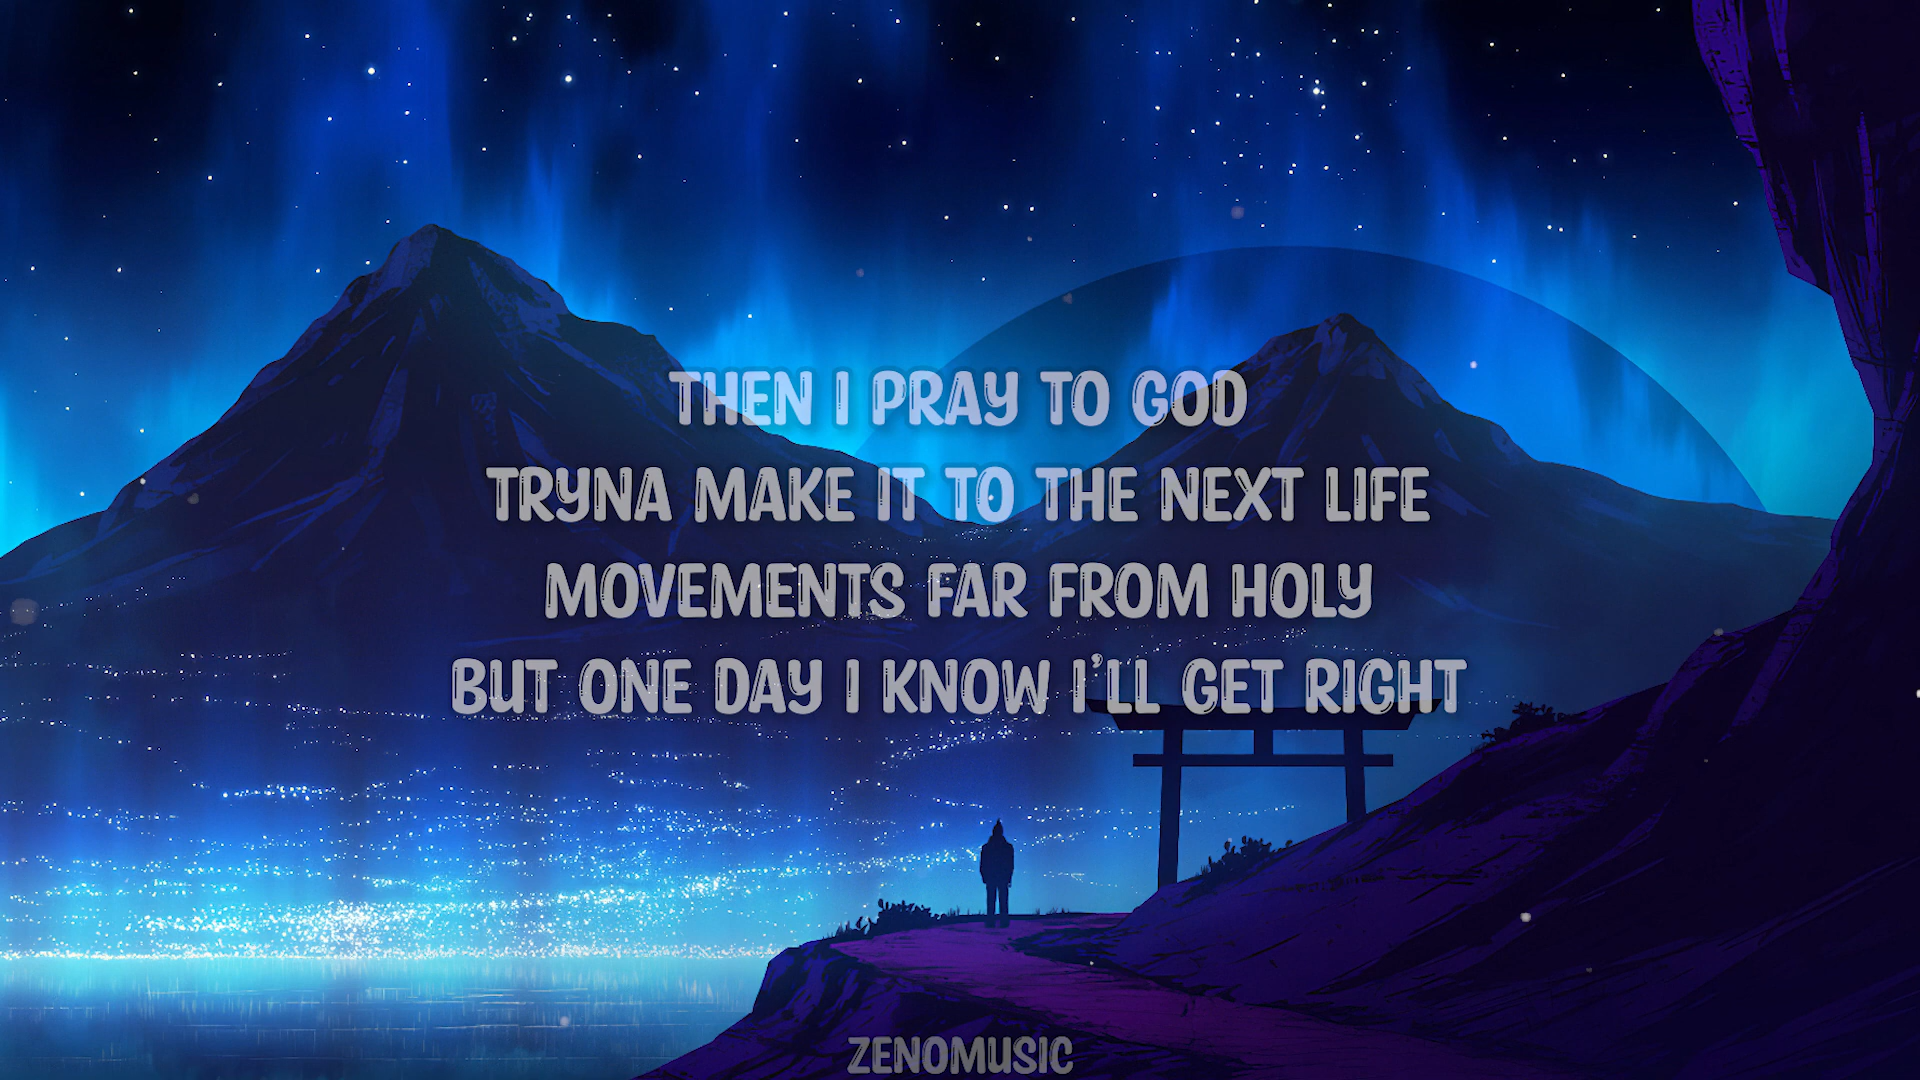 THEN I PRAY TO GOD
TRYNA MAKE IT TO THE NEXT LIFE
MOVEMENTS FAR FROM HOLY
BUT ONE DAY I KNOW I'LL GET RIGHT
ZENOMUSIC